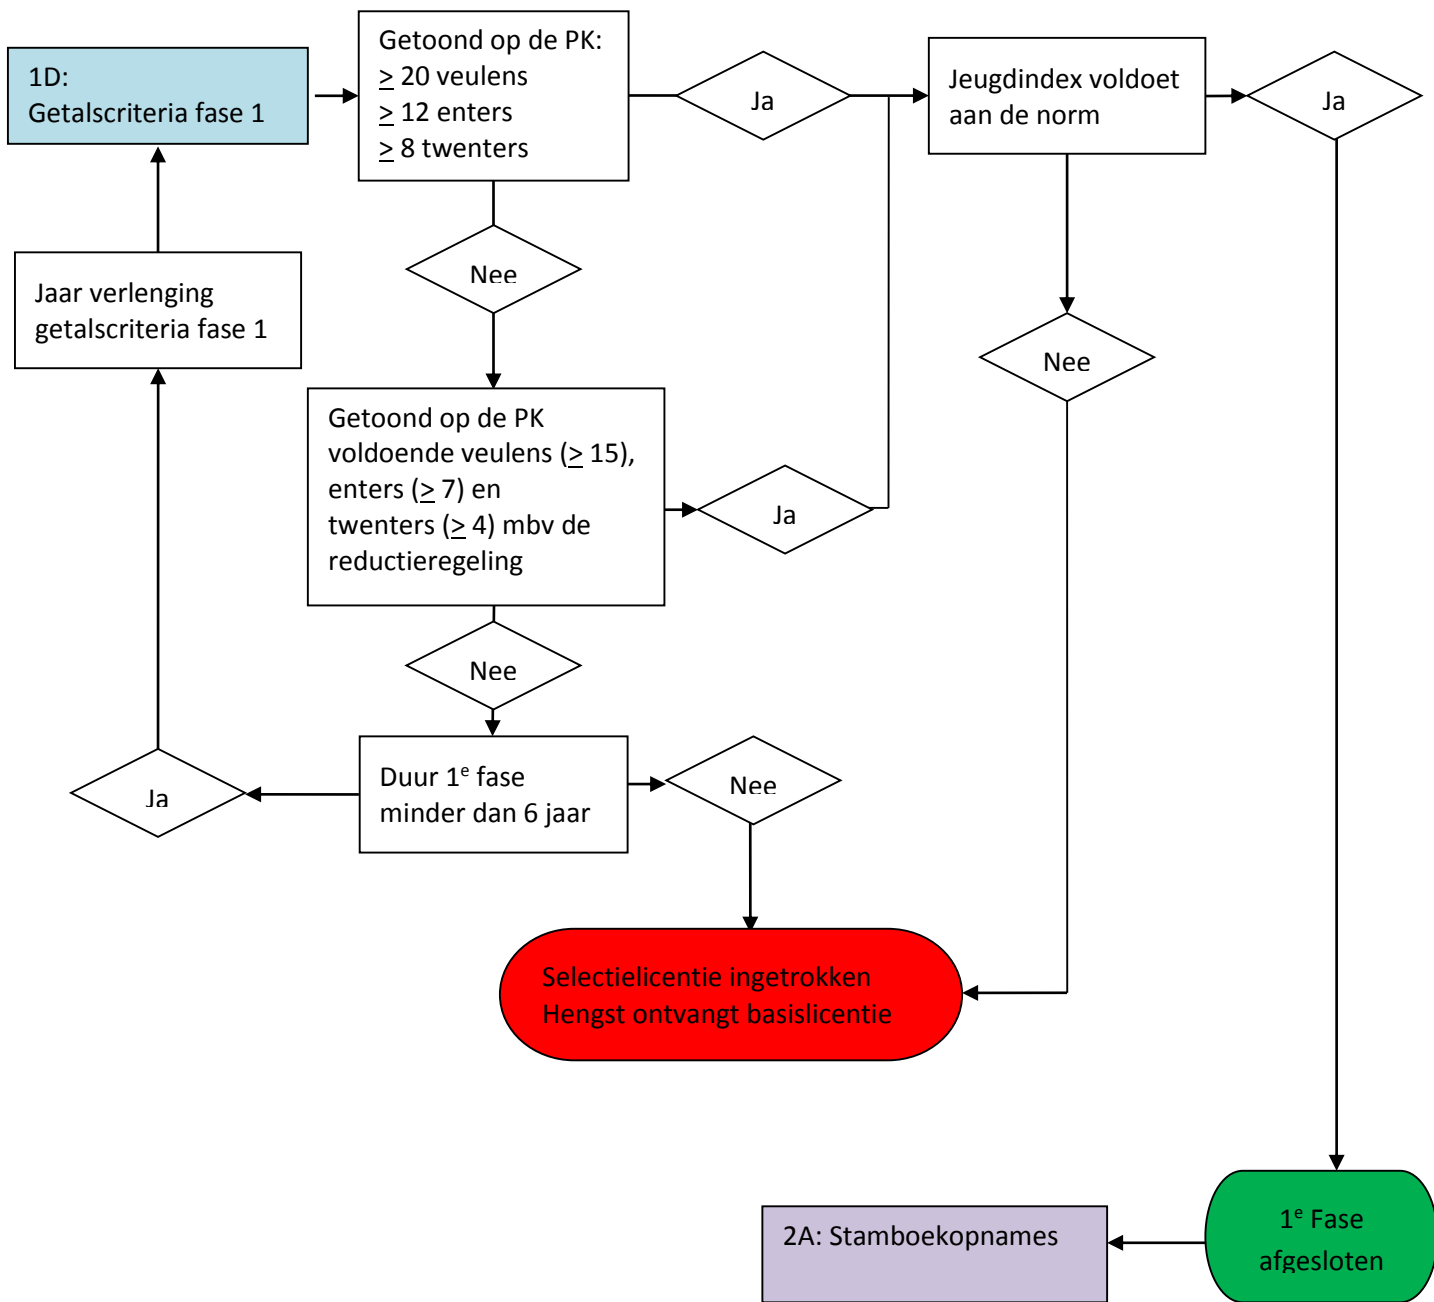 1D:
Getalscriteria fase 1
Getoond op de PK:
≥ 20 veulens
≥ 12 enters
≥ 8 twenters
Ja
Jeugdindex voldoet
aan de norm
Ja
Nee
Jaar verlenging
getalscriteria fase 1
Nee
Getoond op de PK
voldoende veulens (≥ 15),
enters (≥ 7) en
twenters (≥ 4) mbv de
reductieregeling
Ja
Nee
Duur 1e fase
minder dan 6 jaar
Ja
Nee
Selectielicentie ingetrokken
Hengst ontvangt basislicentie
2A: Stamboekopnames
1e Fase
afgesloten